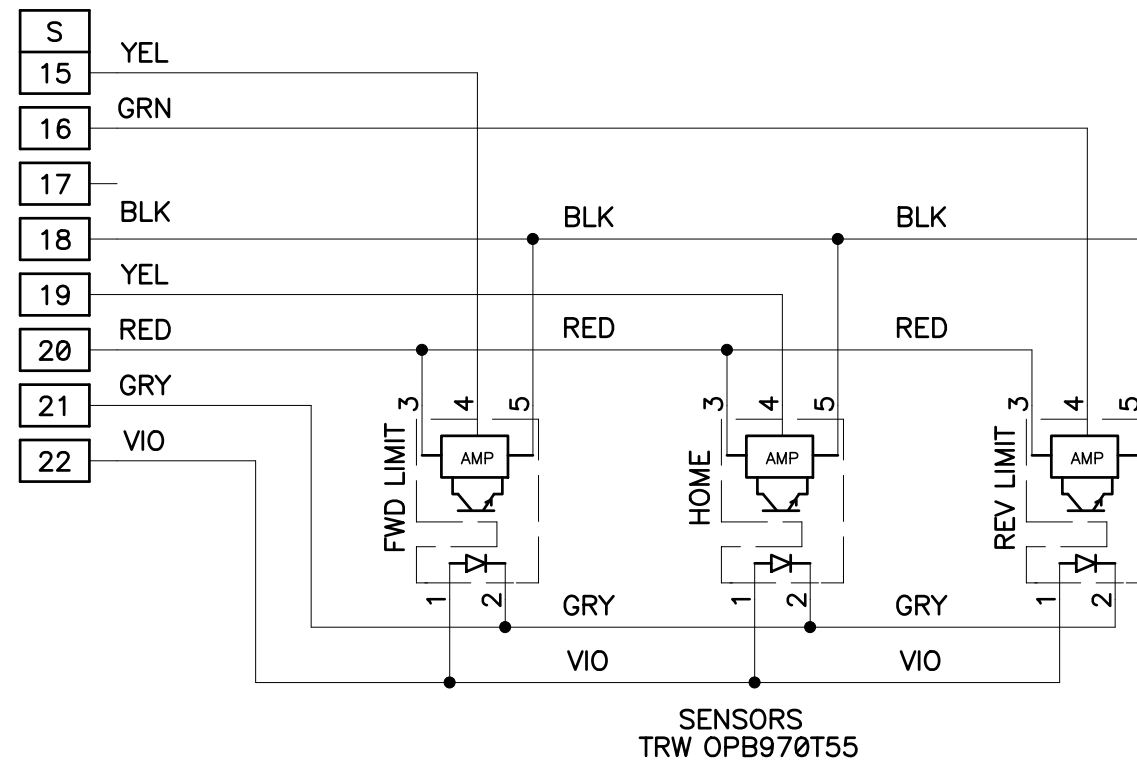 S
15 YEL
16 GRN
17
18 BLK BLK BLK
19 YEL
20 RED RED RED
21 GRY
22 VIO
3 4 5 3 4 5 3 4 5
AMP AMP AMP
FWD LIMIT HOME REV LIMIT
1 2 1 2 1 2
GRY GRY
VIO VIO
SENSORS
TRW OPB970T55